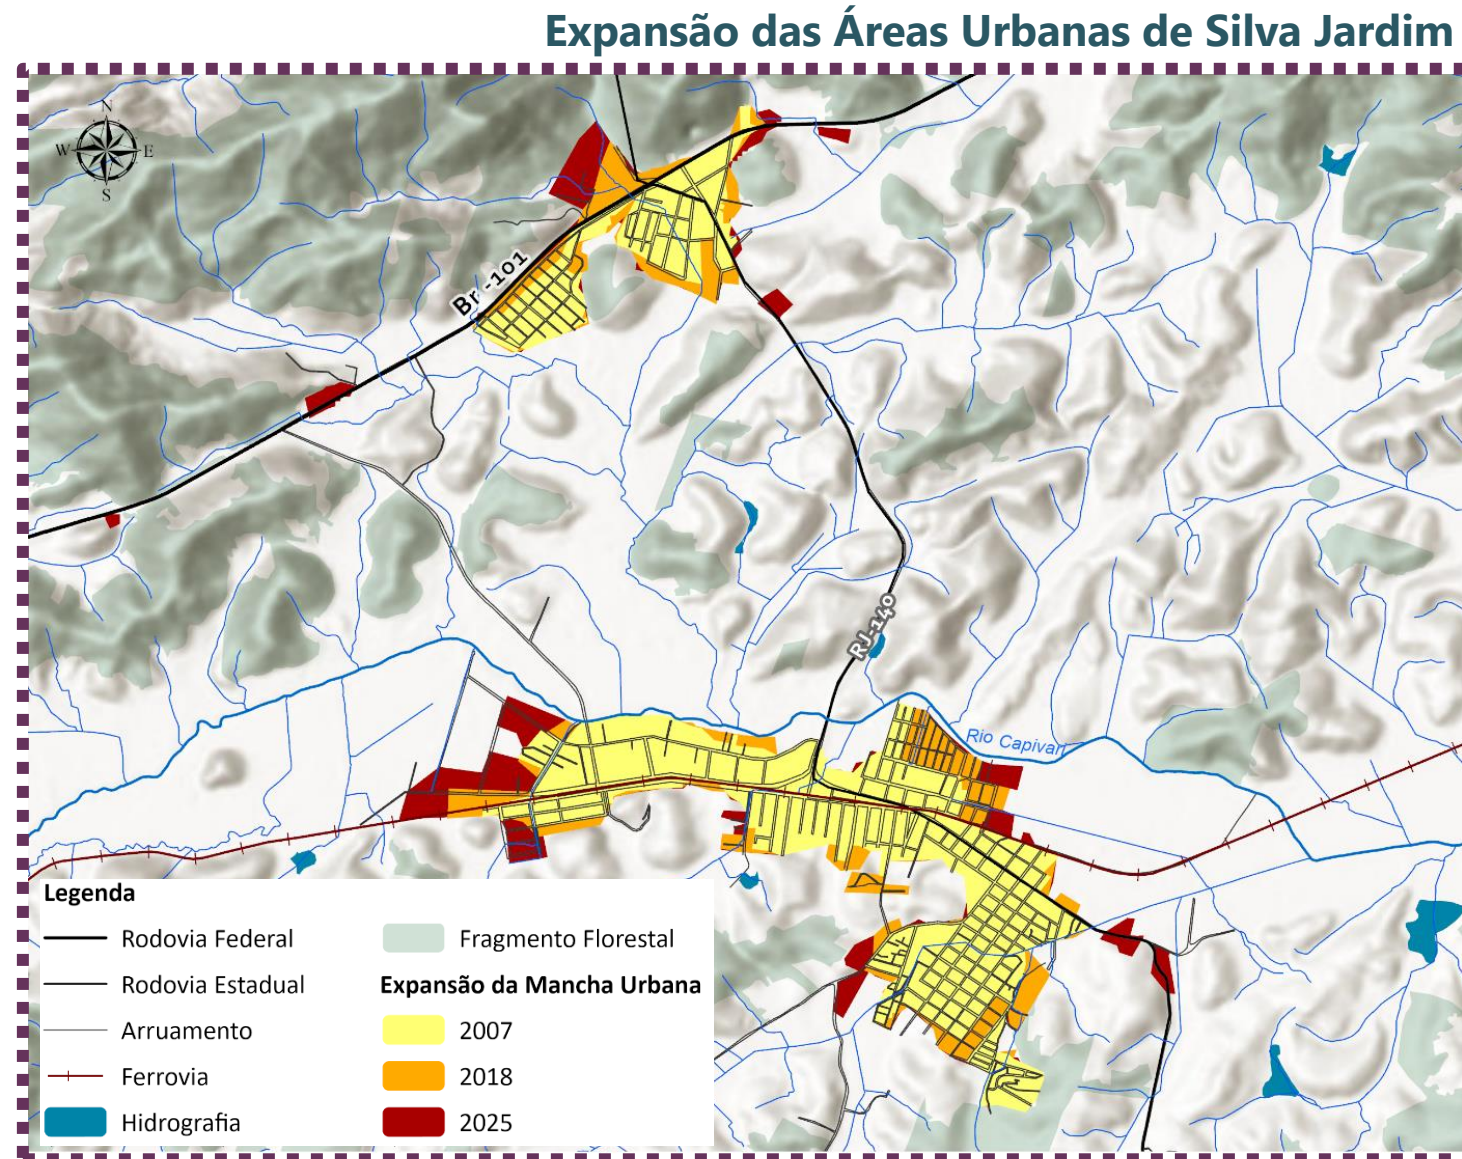 Expansão das Áreas Urbanas de Silva Jardim
N
W
E
S
Br -101
RJ-140
Rio Capivari
Legenda
Rodovia Federal
Rodovia Estadual
Arruamento
Ferrovia
Hidrografia
Fragmento Florestal
Expansão da Mancha Urbana
2007
2018
2025